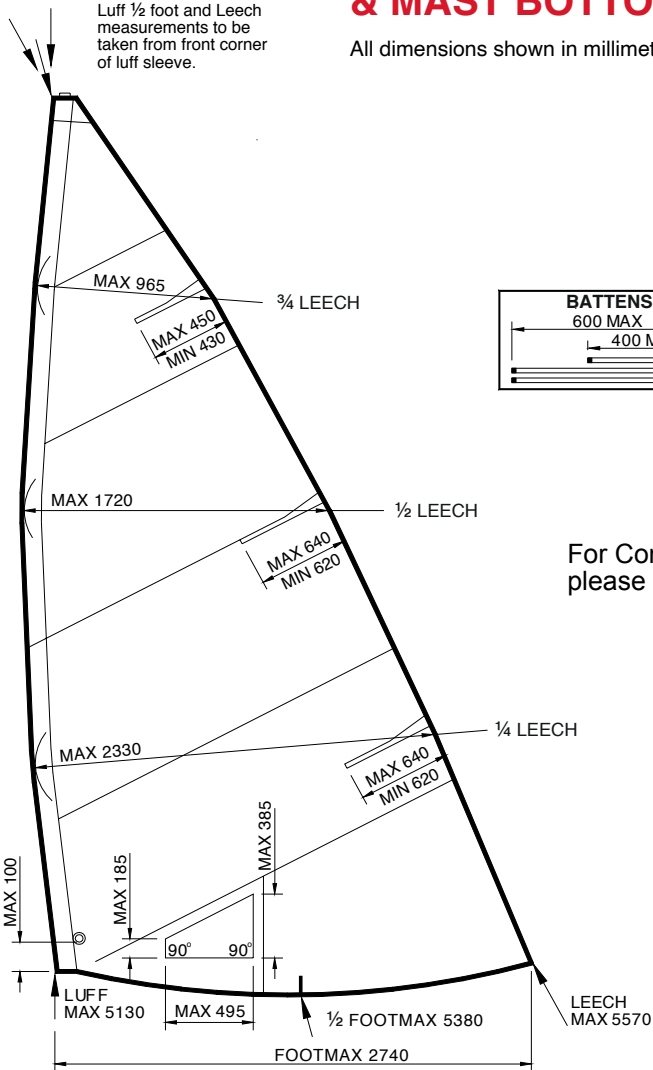 Luff ½ foot and Leech
measurements to be
taken from front corner
of luff sleeve.
& MAST BOTTO
All dimensions shown in millimet
MAX 965
¾ LEECH
MAX 450
MIN 430
BATTENS
600 MAX
400 M
MAX 1720
½ LEECH
MAX 640
MIN 620
For Con
please
MAX 2330
¼ LEECH
MAX 640
MIN 620
MAX 100
MAX 185
MAX 385
90° 90°
LUFF
MAX 5130
MAX 495
½ FOOTMAX 5380
LEECH
MAX 5570
FOOTMAX 2740